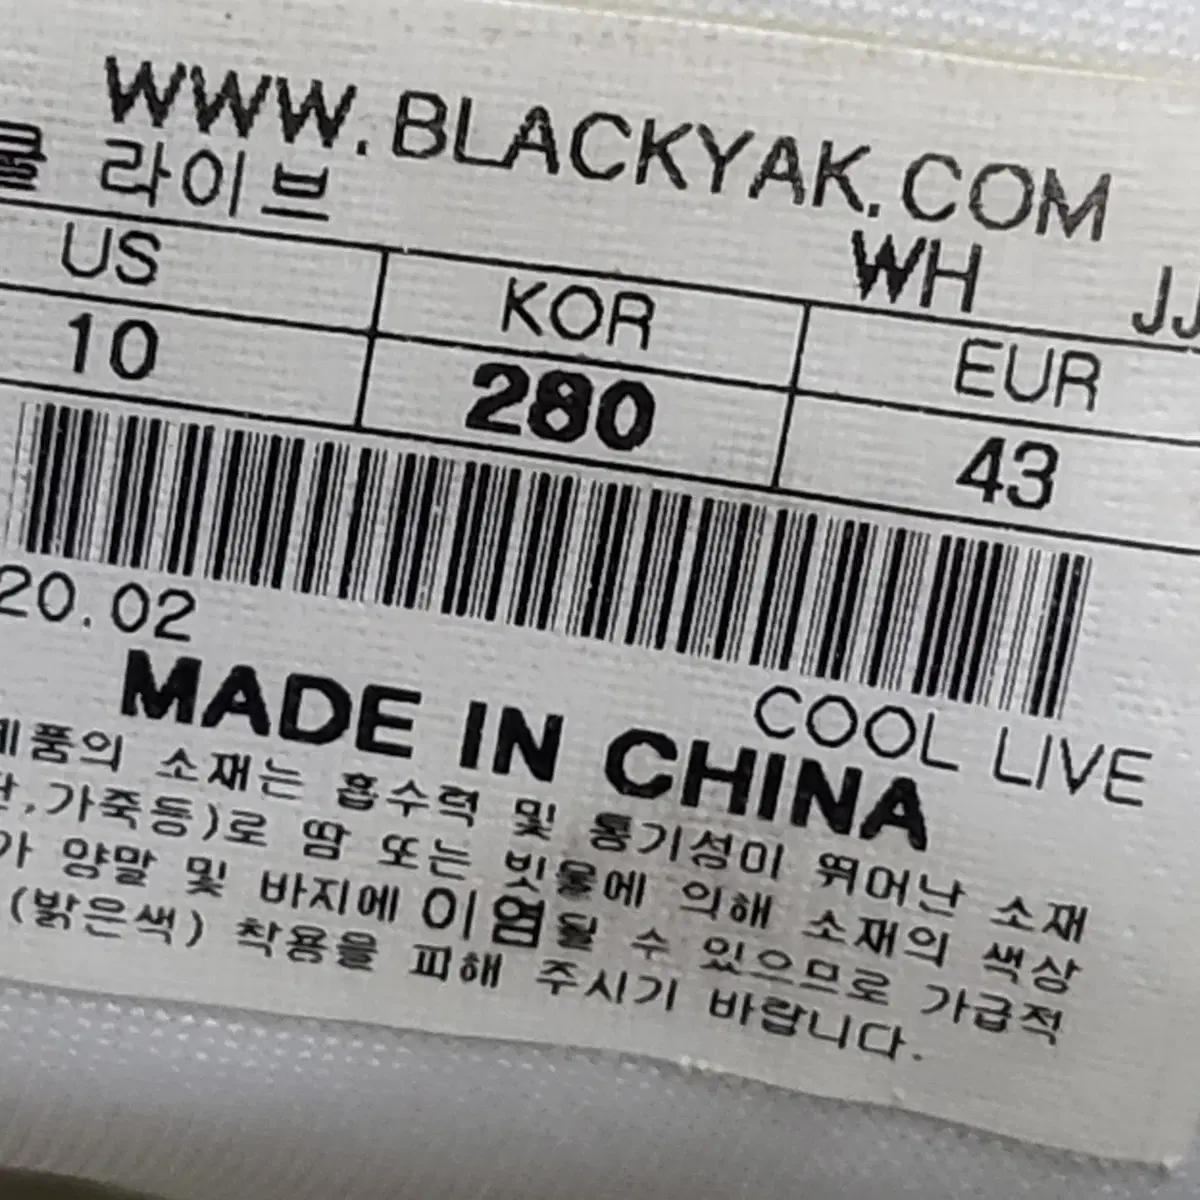 WWW.BLACKYAK.COM
쿨 라이브 WH JJ
US KOR EUR
10 280 43
20.02
COOL LIVE
MADE IN CHINA
제품의 소재는 흡수력 및 통기성이 뛰어난 소재
,가죽등)로 땀 또는 빗물에 의해 소재의 색상
가 양말 및 바지에 이염될 수 있으므로 가급적
(밝은색) 착용을 피해 주시기 바랍니다.